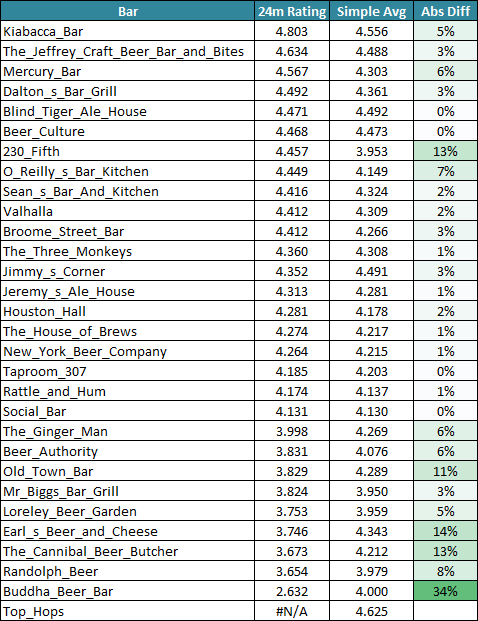 Bar 24m Rating Simple Avg Abs Diff
Kiabacca_Bar 4.803 4.556 5%
The_Jeffrey_Craft_Beer_Bar_and_Bites 4.634 4.488 3%
Mercury_Bar 4.567 4.303 6%
Dalton_s_Bar_Grill 4.492 4.361 3%
Blind_Tiger_Ale_House 4.471 4.492 0%
Beer_Culture 4.468 4.473 0%
230_Fifth 4.457 3.953 13%
O_Reilly_s_Bar_Kitchen 4.449 4.149 7%
Sean_s_Bar_And_Kitchen 4.416 4.324 2%
Valhalla 4.412 4.309 2%
Broome_Street_Bar 4.412 4.266 3%
The_Three_Monkeys 4.360 4.308 1%
Jimmy_s_Corner 4.352 4.491 3%
Jeremy_s_Ale_House 4.313 4.281 1%
Houston_Hall 4.281 4.178 2%
The_House_of_Brews 4.274 4.217 1%
New_York_Beer_Company 4.264 4.215 1%
Taproom_307 4.185 4.203 0%
Rattle_and_Hum 4.174 4.137 1%
Social_Bar 4.131 4.130 0%
The_Ginger_Man 3.998 4.269 6%
Beer_Authority 3.831 4.076 6%
Old_Town_Bar 3.829 4.289 11%
Mr_Biggs_Bar_Grill 3.824 3.950 3%
Loreley_Beer_Garden 3.753 3.959 5%
Earl_s_Beer_and_Cheese 3.746 4.343 14%
The_Cannibal_Beer_Butcher 3.673 4.212 13%
Randolph_Beer 3.654 3.979 8%
Buddha_Beer_Bar 2.632 4.000 34%
Top_Hops #N/A 4.625